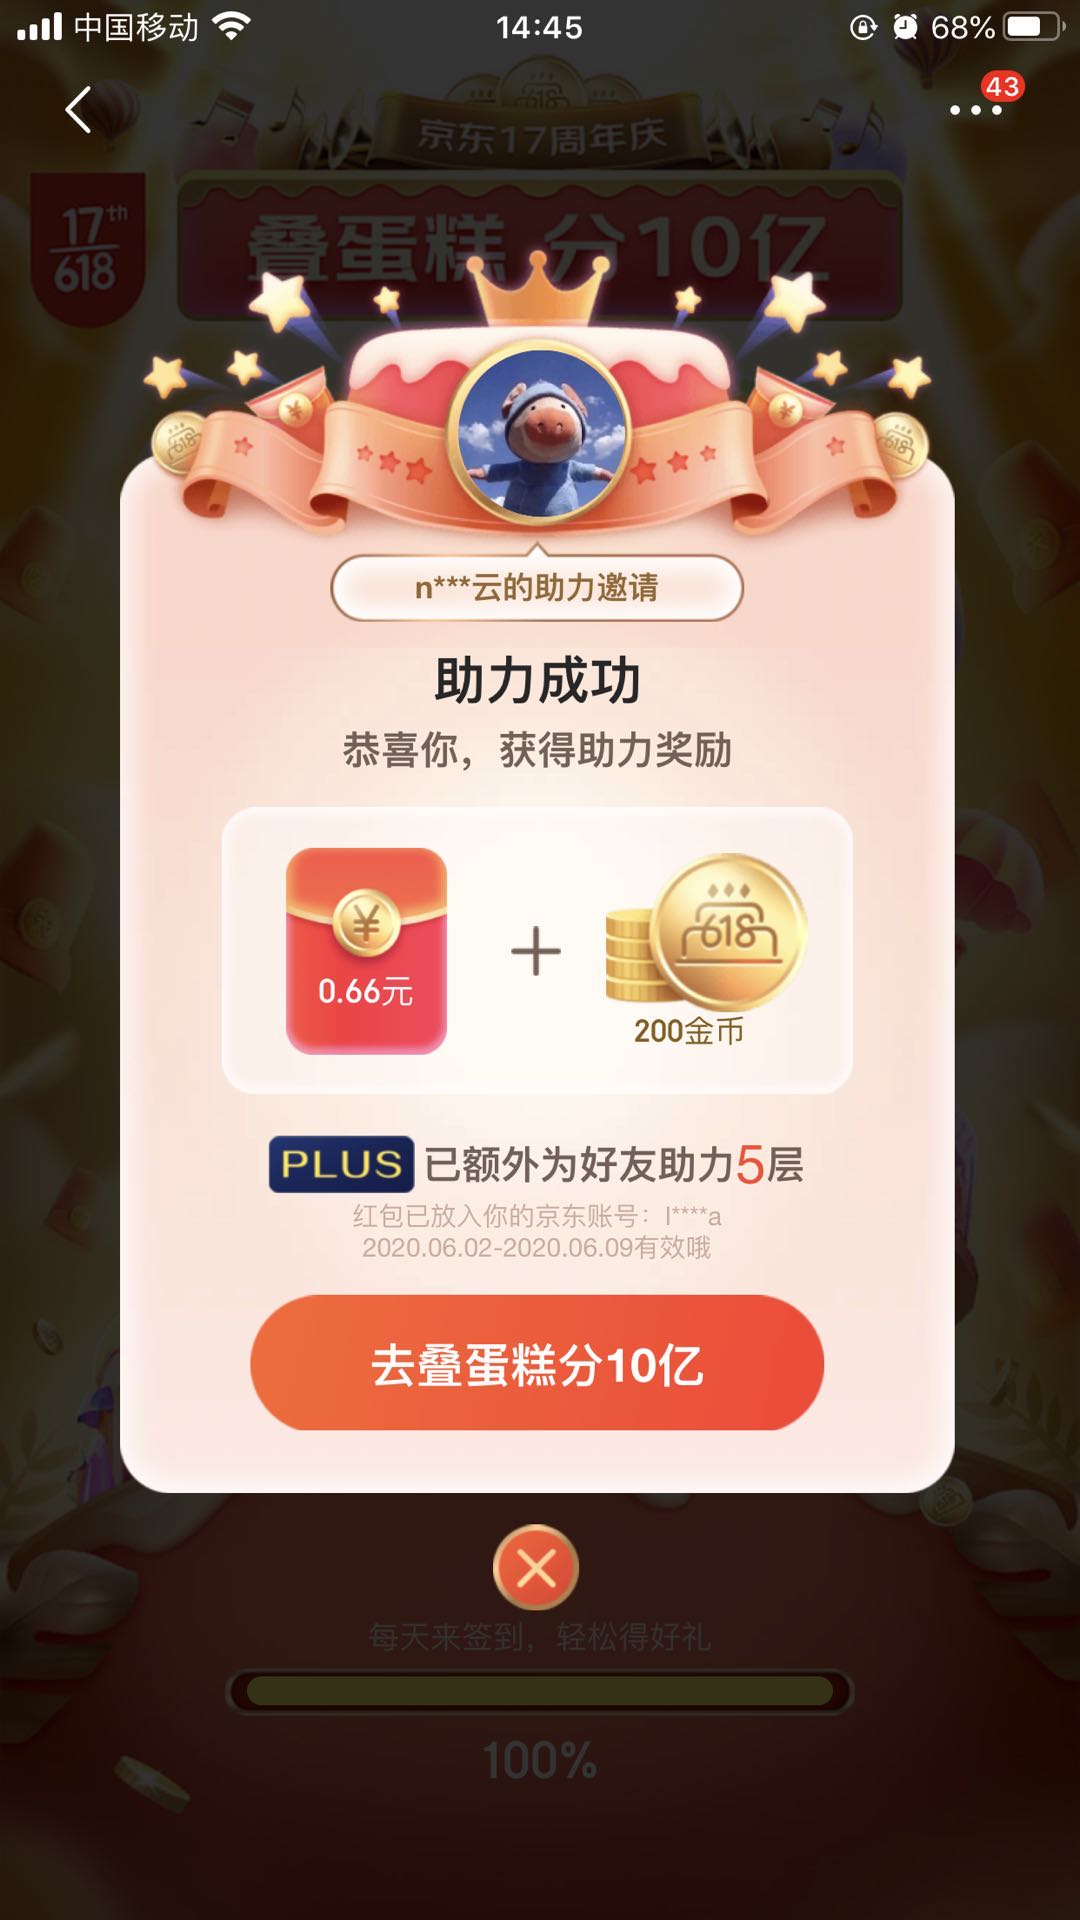 中国移动
14:45
68%
43
京东17周年庆
17th
618
叠蛋糕 分10亿
n***云的助力邀请
助力成功
恭喜你，获得助力奖励
¥
0.66元
+
618
200金币
PLUS 已额外为好友助力5层
红包已放入你的京东账号：l****a
2020.06.02-2020.06.09有效哦
去叠蛋糕分10亿
每天来签到，轻松得好礼
100%